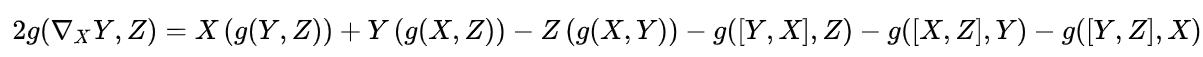 2g(∇_X Y, Z) = X (g(Y, Z)) + Y (g(X, Z)) − Z (g(X, Y)) − g([Y, X], Z) − g([X, Z], Y) − g([Y, Z], X)